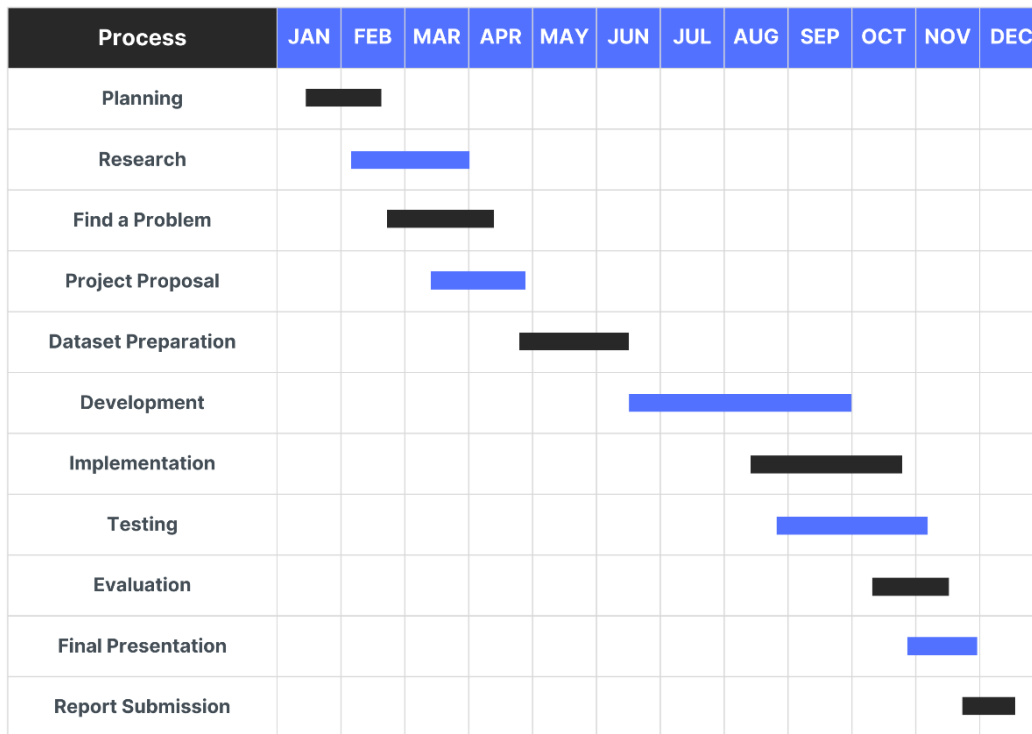 Process JAN FEB MAR APR MAY JUN JUL AUG SEP OCT NOV DEC
Planning
Research
Find a Problem
Project Proposal
Dataset Preparation
Development
Implementation
Testing
Evaluation
Final Presentation
Report Submission